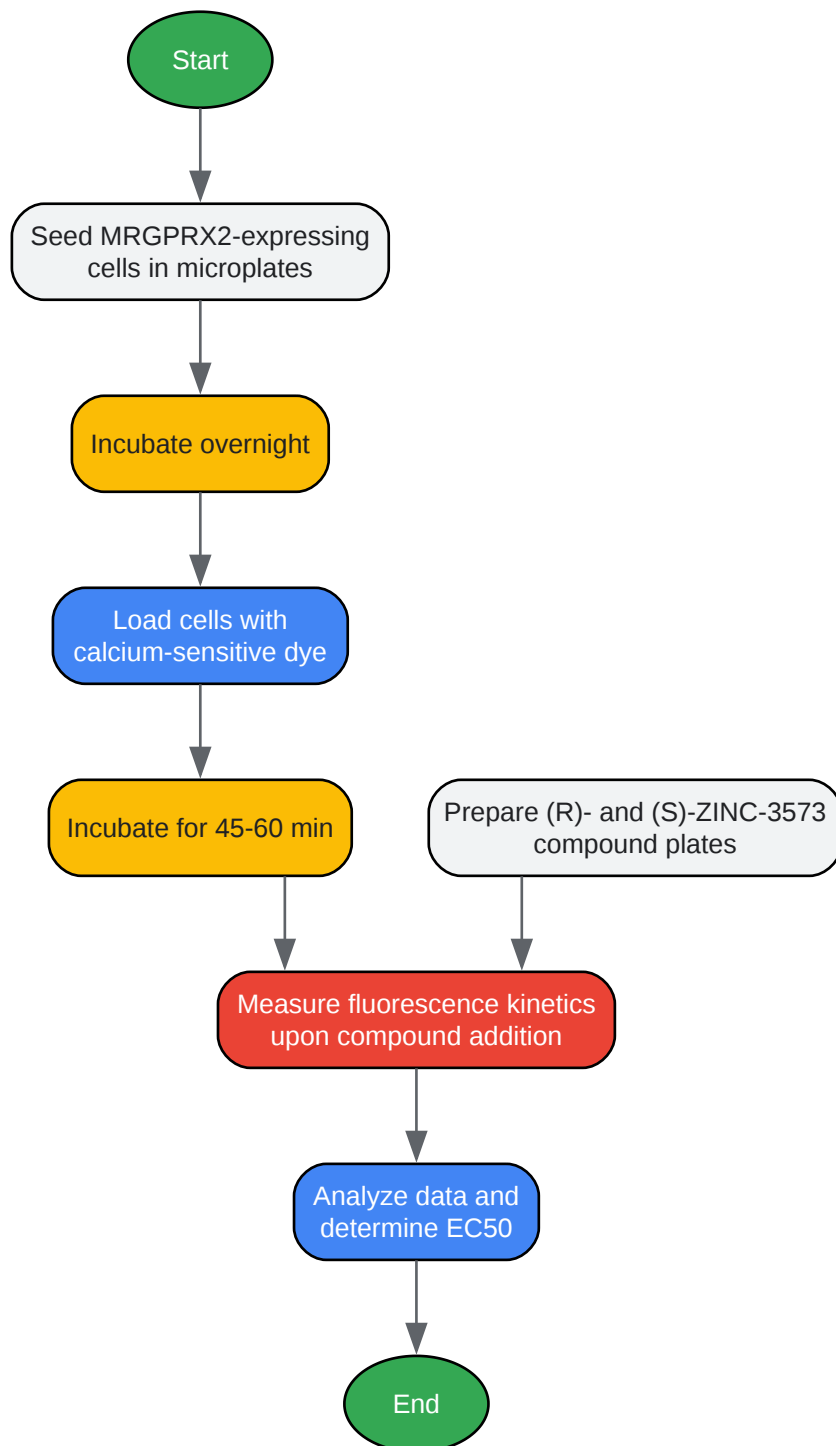 Start
Seed MRGPRX2-expressing
cells in microplates
Incubate overnight
Load cells with
calcium-sensitive dye
Incubate for 45-60 min
Prepare (R)- and (S)-ZINC-3573
compound plates
Measure fluorescence kinetics
upon compound addition
Analyze data and
determine EC50
End